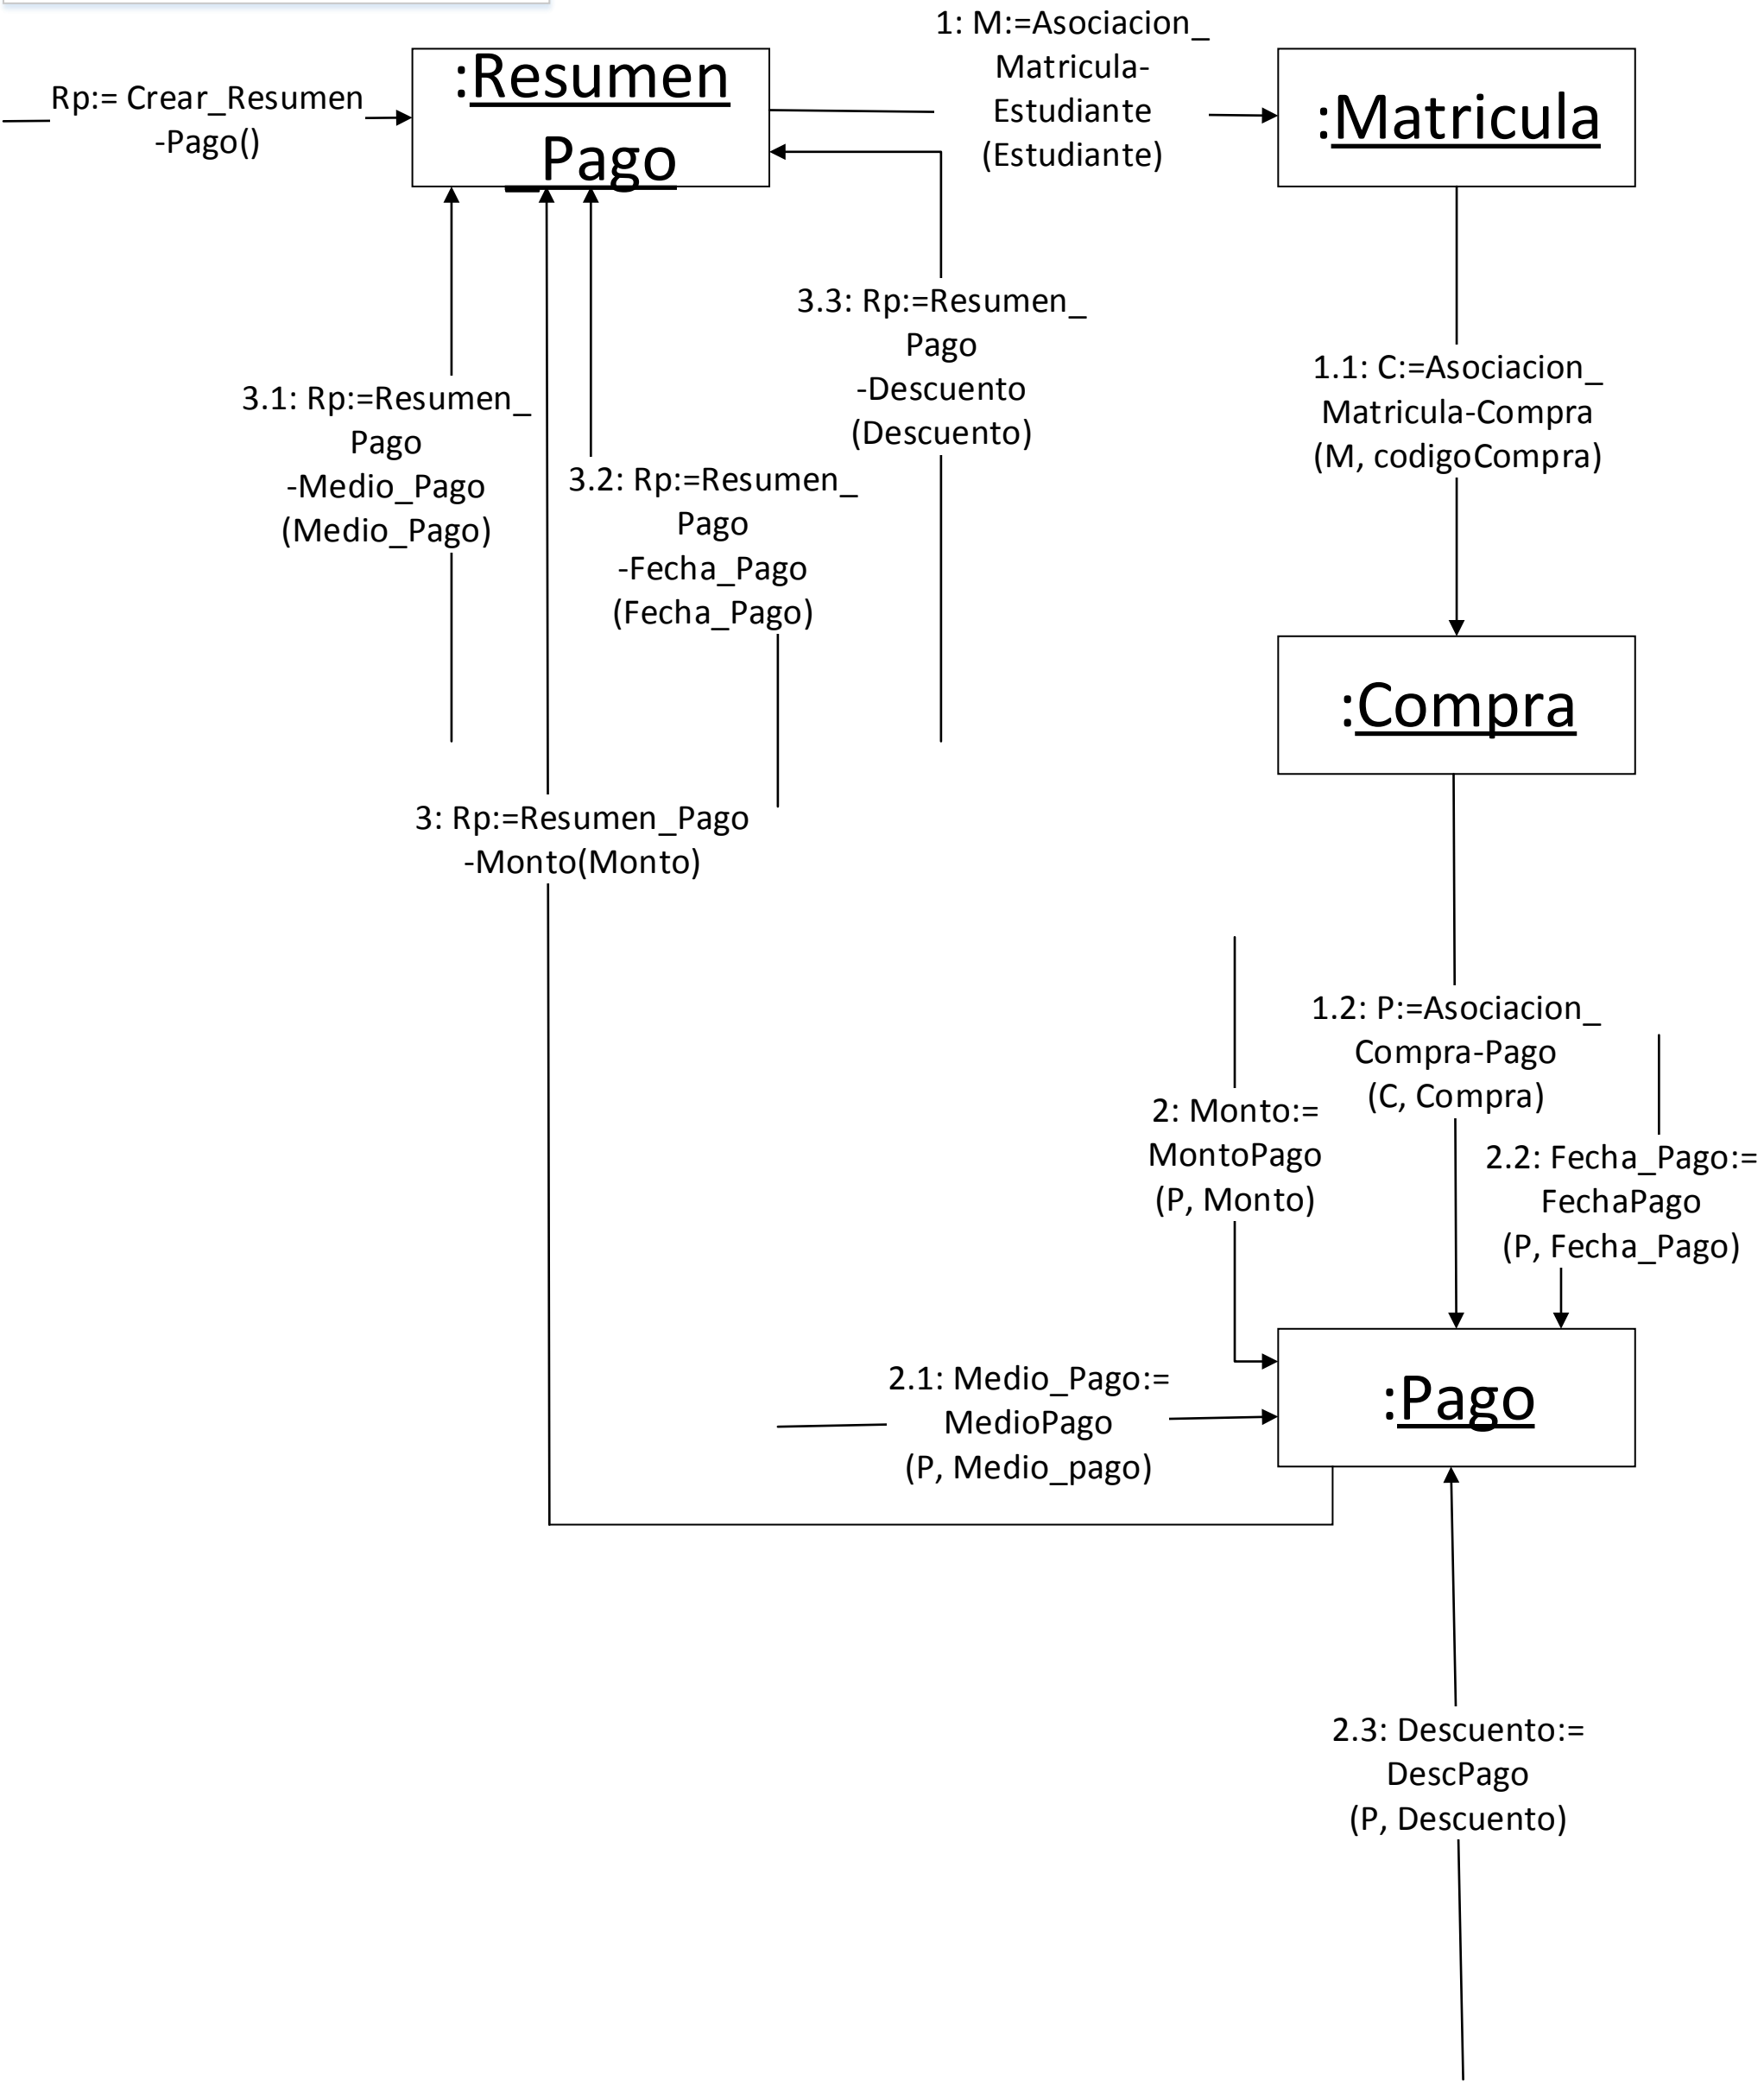 1: M:=Asociacion_
Matricula-
Estudiante
(Estudiante)
Rp:= Crear_Resumen
-Pago()
:Resumen
_Pago
:Matricula
3.3: Rp:=Resumen_
Pago
-Descuento
(Descuento)
1.1: C:=Asociacion_
Matricula-Compra
(M, codigoCompra)
3.1: Rp:=Resumen_
Pago
-Medio_Pago
(Medio_Pago)
3.2: Rp:=Resumen_
Pago
-Fecha_Pago
(Fecha_Pago)
:Compra
3: Rp:=Resumen_Pago
-Monto(Monto)
1.2: P:=Asociacion_
Compra-Pago
(C, Compra)
2: Monto:=
MontoPago
(P, Monto)
2.2: Fecha_Pago:=
FechaPago
(P, Fecha_Pago)
2.1: Medio_Pago:=
MedioPago
(P, Medio_pago)
:Pago
2.3: Descuento:=
DescPago
(P, Descuento)